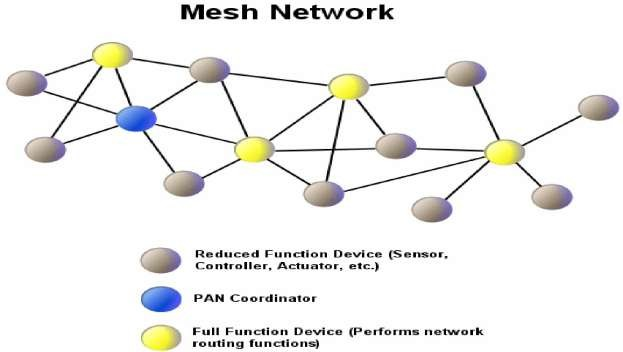 Mesh Network
Reduced Function Device (Sensor,
Controller, Actuator, etc.)
PAN Coordinator
Full Function Device (Performs network
routing functions)